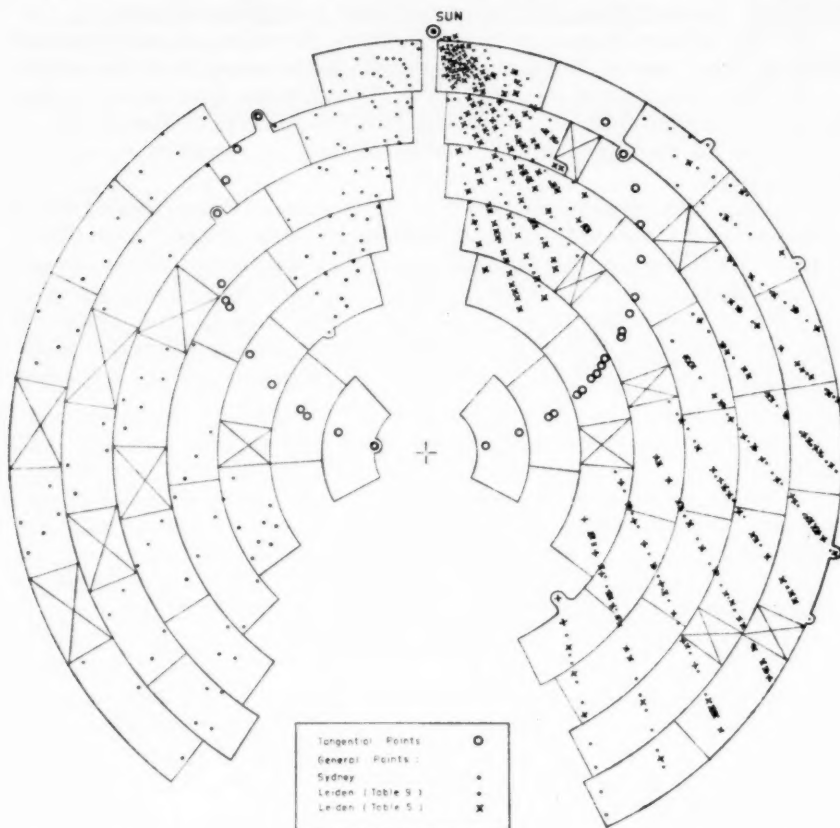 SUN
Tangential Points
General Points :
Sydney
Leiden ( Table 9 )
Leiden ( Table 5 )